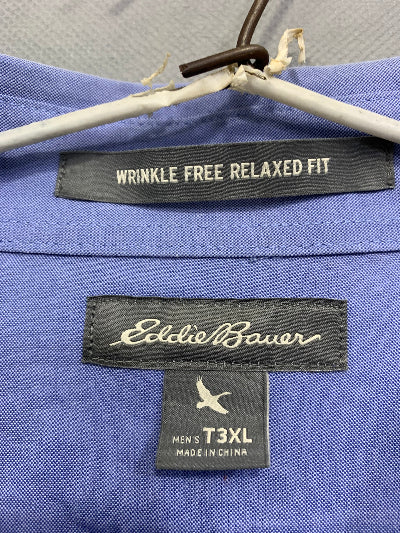 WRINKLE FREE RELAXED FIT
Eddie Bauer
MEN'S T3XL
MADE IN CHINA